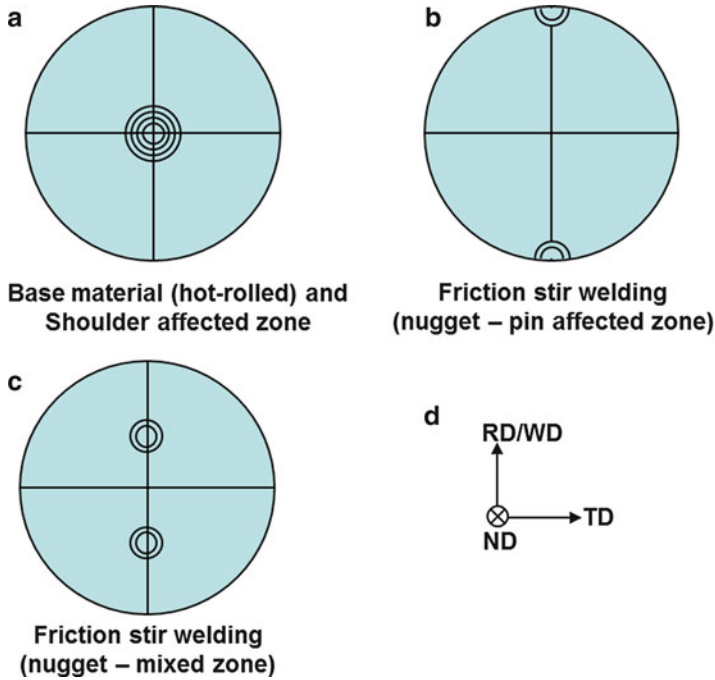 a
Base material (hot-rolled) and
Shoulder affected zone
b
Friction stir welding
(nugget – pin affected zone)
c
Friction stir welding
(nugget – mixed zone)
d
RD/WD
TD
ND